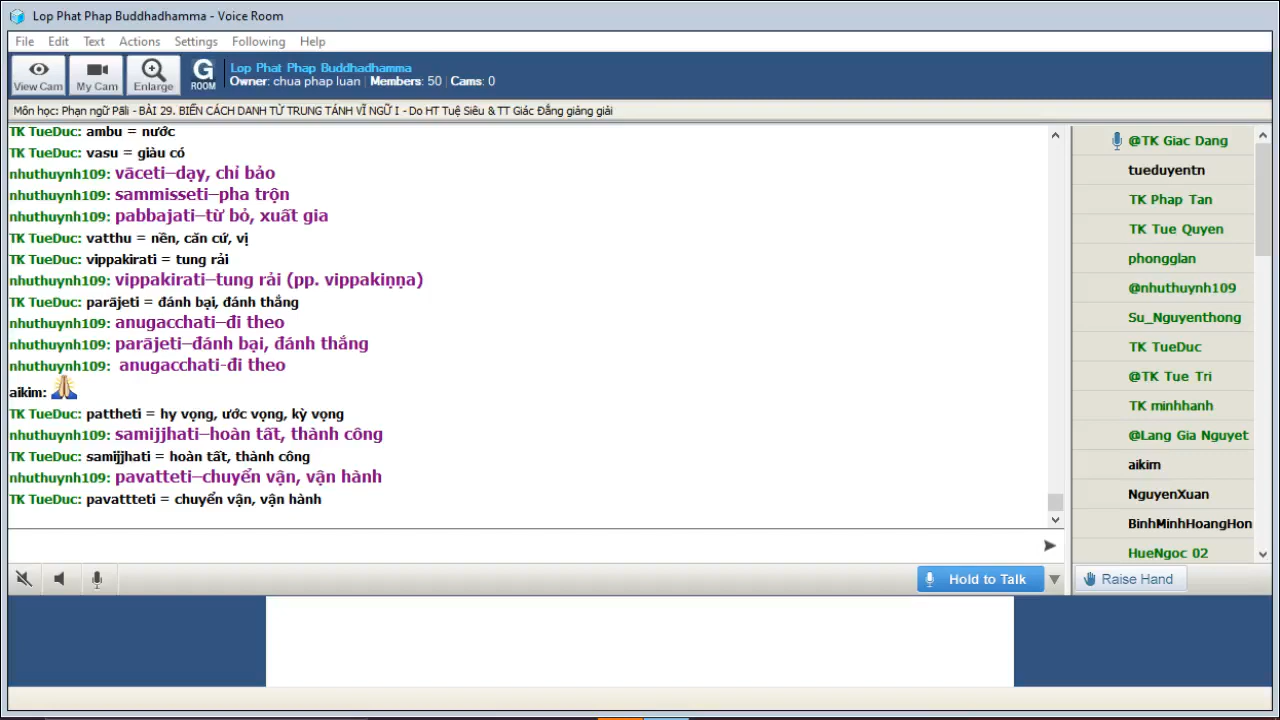 Lop Phat Phap Buddhadhamma - Voice Room
File Edit Text Actions Settings Following Help
View Cam My Cam Enlarge G ROOM
Lop Phat Phap Buddhadhamma
Owner: chua phap luan Members: 50 Cams: 0
Môn học: Phạn ngữ Pāli - BÀI 29. BIẾN CÁCH DANH TỪ TRUNG TÁNH VĨ NGỮ I - Do HT Tuệ Siêu & TT Giác Đẳng giảng giải
TK TueDuc: ambu = nước
TK TueDuc: vasu = giàu có
nhuthuynh109: vāceti–dạy, chỉ bảo
nhuthuynh109: sammisseti–pha trộn
nhuthuynh109: pabbajati–từ bỏ, xuất gia
TK TueDuc: vatthu = nền, căn cứ, vị
TK TueDuc: vippakirati = tung rải
nhuthuynh109: vippakirati–tung rải (pp. vippakiṇṇa)
TK TueDuc: parājeti = đánh bại, đánh thắng
nhuthuynh109: anugacchati–đi theo
nhuthuynh109: parājeti–đánh bại, đánh thắng
nhuthuynh109: anugacchati-đi theo
aikim:
TK TueDuc: pattheti = hy vọng, ước vọng, kỳ vọng
nhuthuynh109: samijjhati–hoàn tất, thành công
TK TueDuc: samijjhati = hoàn tất, thành công
nhuthuynh109: pavatteti–chuyển vận, vận hành
TK TueDuc: pavattteti = chuyển vận, vận hành
@TK Giac Dang
tueduyentn
TK Phap Tan
TK Tue Quyen
phongglan
@nhuthuynh109
Su_Nguyenthong
TK TueDuc
@TK Tue Tri
TK minhhanh
@Lang Gia Nguyet
aikim
NguyenXuan
BinhMinhHoangHon
HueNgoc 02
Hold to Talk
Raise Hand